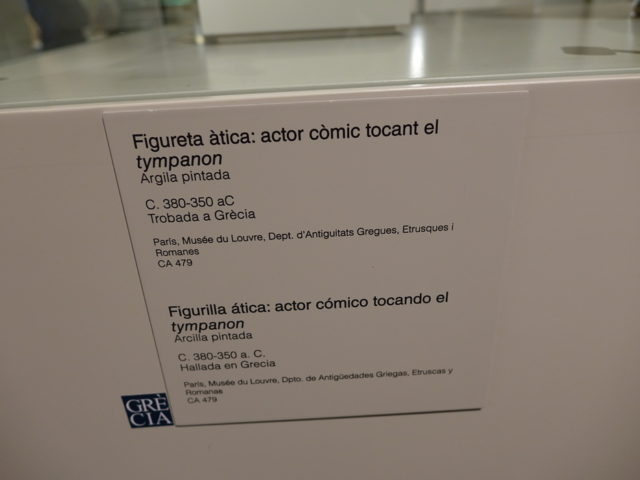 Figureta àtica: actor còmic tocant el
tympanon
Argila pintada
C. 380-350 aC
Trobada a Grècia
París, Musée du Louvre, Dept. d'Antiguitats Gregues, Etrusques i
Romanes
CA 479
Figurilla ática: actor cómico tocando el
tympanon
Arcilla pintada
C. 380-350 a. C.
Hallada en Grecia
París, Musée du Louvre, Dpto. de Antigüedades Griegas, Etruscas y
Romanas
CA 479
GRÈ
CIA